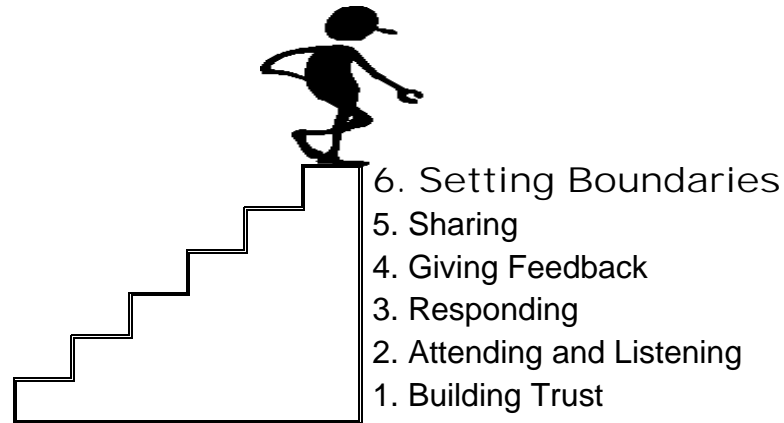 6. Setting Boundaries
5. Sharing
4. Giving Feedback
3. Responding
2. Attending and Listening
1. Building Trust